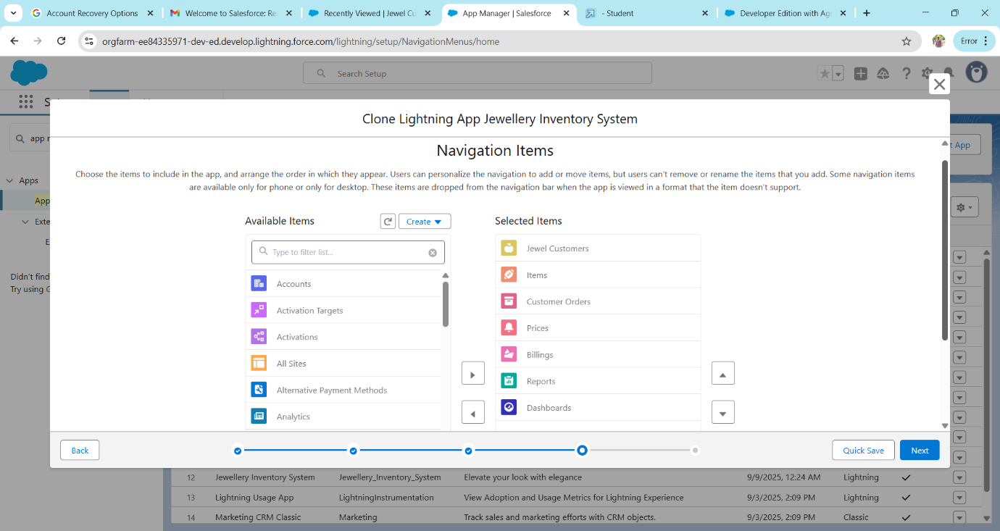 Account Recovery Options
Welcome to Salesforce: Re
Recently Viewed | Jewel Cu
App Manager | Salesforce
- Student
Developer Edition with Ag
orgfarm-ee84335971-dev-ed.develop.lightning.force.com/lightning/setup/NavigationMenus/home
Error
Search Setup
Clone Lightning App Jewellery Inventory System
app
t App
Navigation Items
Choose the items to include in the app, and arrange the order in which they appear. Users can personalize the navigation to add or move items, but users can't remove or rename the items that you add. Some navigation items
are available only for phone or only for desktop. These items are dropped from the navigation bar when the app is viewed in a format that the item doesn't support.
Apps
App
Exte
E
Didn't find
Try using G
Available Items
Create
Selected Items
Type to filter list...
Accounts
Activation Targets
Activations
All Sites
Alternative Payment Methods
Analytics
Jewel Customers
Items
Customer Orders
Prices
Billings
Reports
Dashboards
Back
Quick Save
Next
12 Jewellery Inventory System Jewellery_Inventory_System Elevate your look with elegance 9/9/2025, 12:24 AM Lightning
13 Lightning Usage App LightningInstrumentation View Adoption and Usage Metrics for Lightning Experience 9/3/2025, 2:09 PM Lightning
14 Marketing CRM Classic Marketing Track sales and marketing efforts with CRM objects. 9/3/2025, 2:09 PM Classic